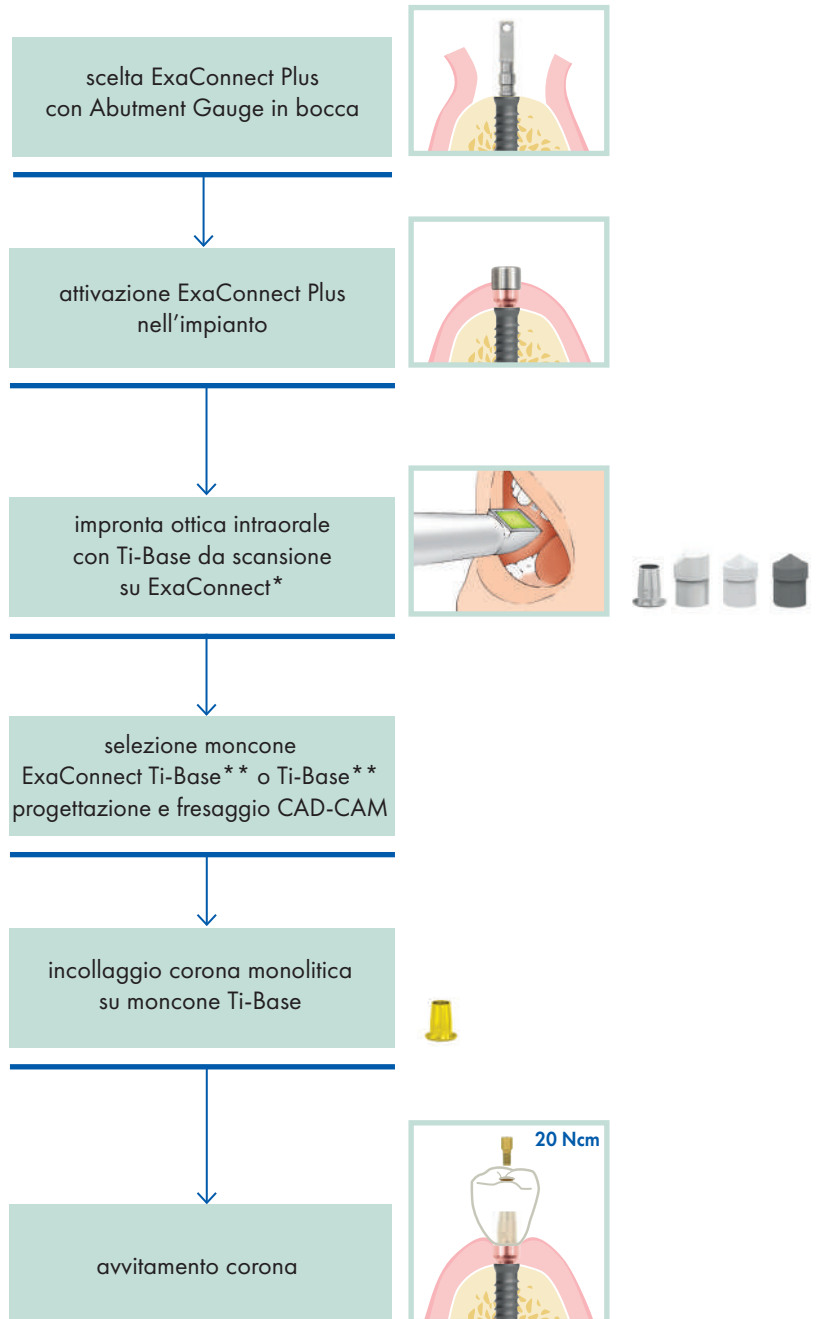 scelta ExaConnect Plus
con Abutment Gauge in bocca
attivazione ExaConnect Plus
nell’impianto
impronta ottica intraorale
con Ti-Base da scansione
su ExaConnect*
selezione moncone
ExaConnect Ti-Base** o Ti-Base**
progettazione e fresaggio CAD-CAM
incollaggio corona monolitica
su moncone Ti-Base
20 Ncm
avvitamento corona